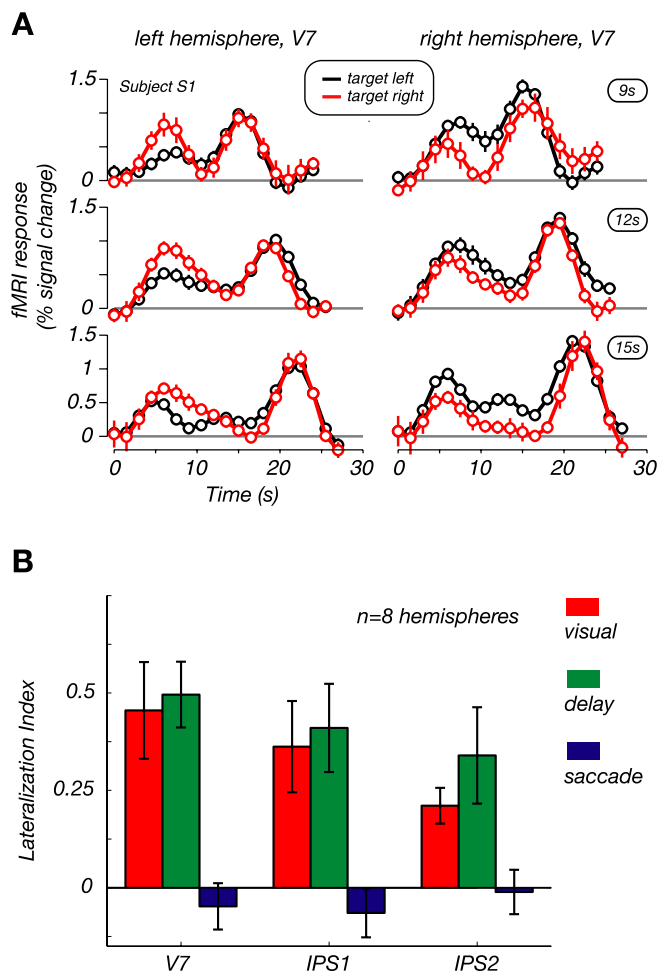 A
left hemisphere, V7
right hemisphere, V7
Subject S1
target left
target right
9s
1.5
0
12s
1.5
0
15s
1.5
1
0.5
0
fMRI response
(% signal change)
0 10 20 30
0 10 20 30
Time (s)
B
n=8 hemispheres
visual
delay
saccade
Lateralization Index
0.5
0.25
0
V7 IPS1 IPS2